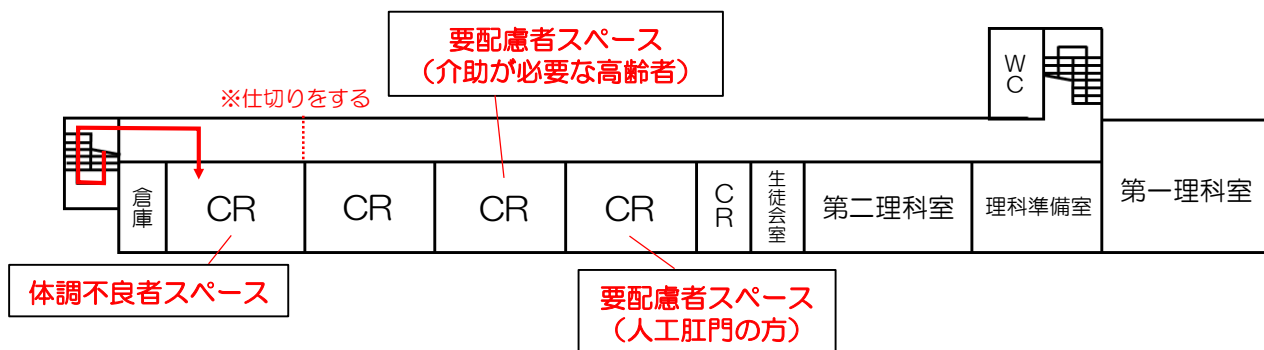 要配慮者スペース
（介助が必要な高齢者）
WC
※仕切りをする
倉庫
CR
CR
CR
CR
CR
生徒会室
第二理科室
理科準備室
第一理科室
体調不良者スペース
要配慮者スペース
（人工肛門の方）